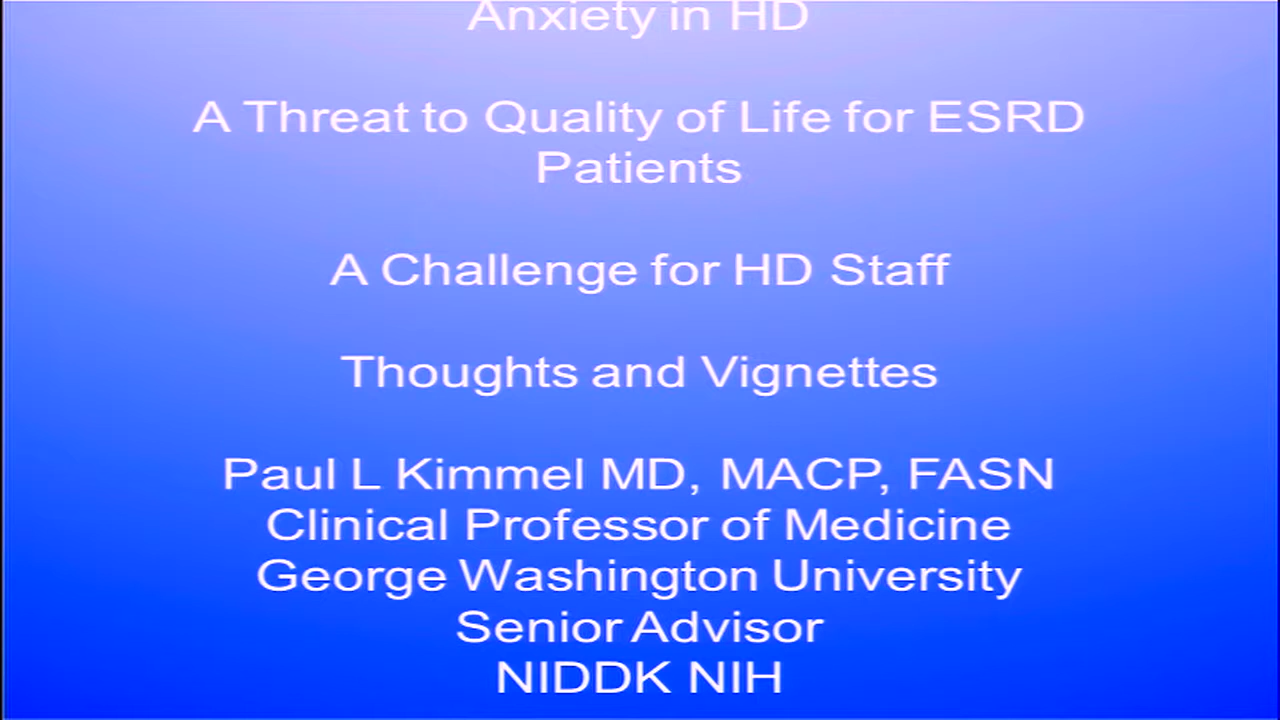 Anxiety in HD
A Threat to Quality of Life for ESRD
Patients
A Challenge for HD Staff
Thoughts and Vignettes
Paul L Kimmel MD, MACP, FASN
Clinical Professor of Medicine
George Washington University
Senior Advisor
NIDDK NIH